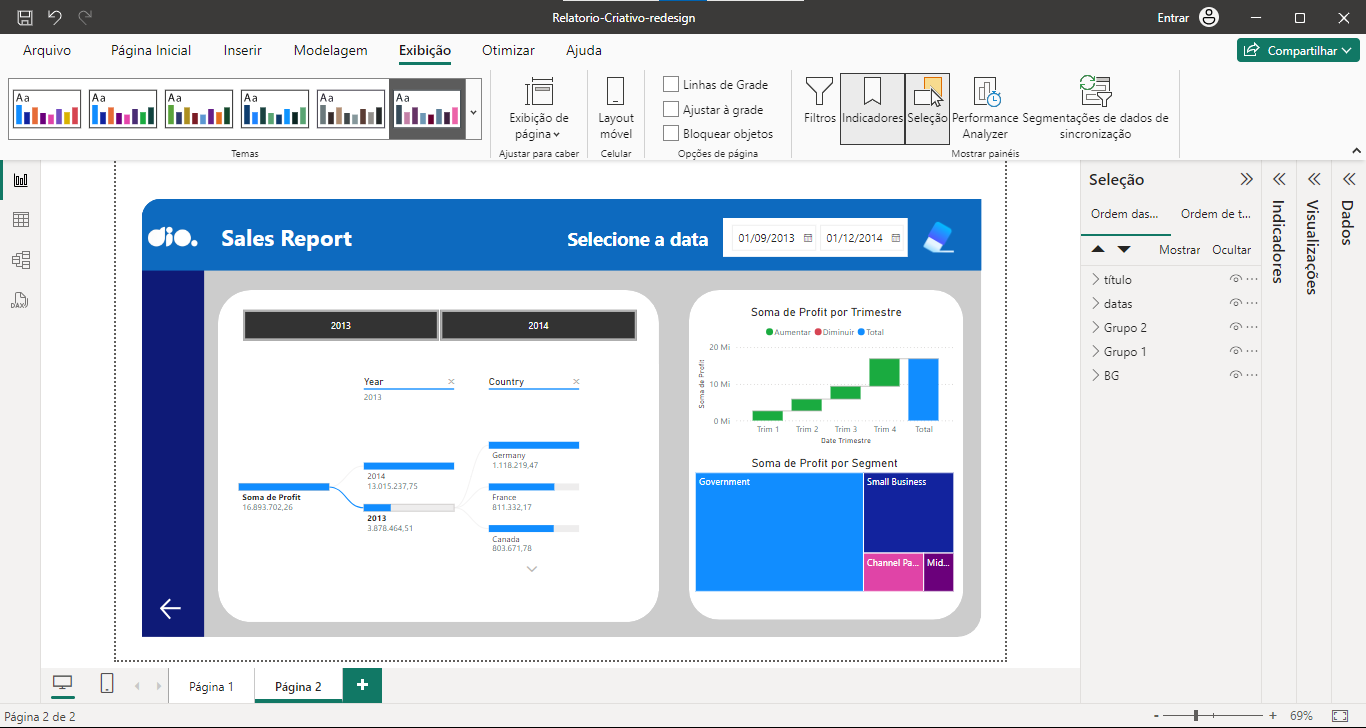 Relatorio-Criativo-redesign
Entrar
Arquivo
Página Inicial
Inserir
Modelagem
Exibição
Otimizar
Ajuda
Compartilhar
Aa Aa Aa Aa Aa Aa
Temas
Exibição de
página
Ajustar para caber
Layout
móvel
Celular
Linhas de Grade
Ajustar à grade
Bloquear objetos
Opções de página
Filtros
Indicadores
Seleção
Performance
Analyzer
Segmentações de dados de
sincronização
Mostrar painéis
DAX
dio.
Sales Report
Selecione a data
01/09/2013
01/12/2014
2013
2014
Year
2013
Country
Soma de Profit
16.893.702,26
2014
13.015.237,75
2013
3.878.464,51
Germany
1.118.219,47
France
811.332,17
Canada
803.671,78
Soma de Profit por Trimestre
Aumentar Diminuir Total
Soma de Profit
20 Mi
10 Mi
0 Mi
Trim 1 Trim 2 Trim 3 Trim 4 Total
Date Trimestre
Soma de Profit por Segment
Government
Small Business
Channel Pa...
Mid...
Seleção
Ordem das...
Ordem de t...
Mostrar
Ocultar
título
datas
Grupo 2
Grupo 1
BG
Indicadores
Visualizações
Dados
Página 1
Página 2
Página 2 de 2
69%